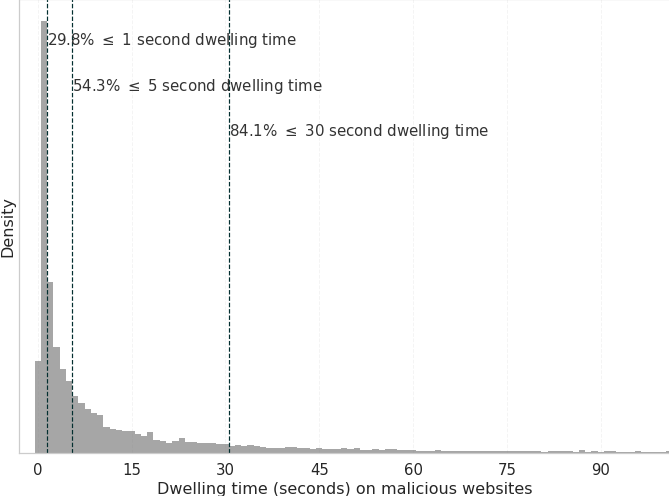 29.8% ≤ 1 second dwelling time
54.3% ≤ 5 second dwelling time
84.1% ≤ 30 second dwelling time
Density
0 15 30 45 60 75 90
Dwelling time (seconds) on malicious websites